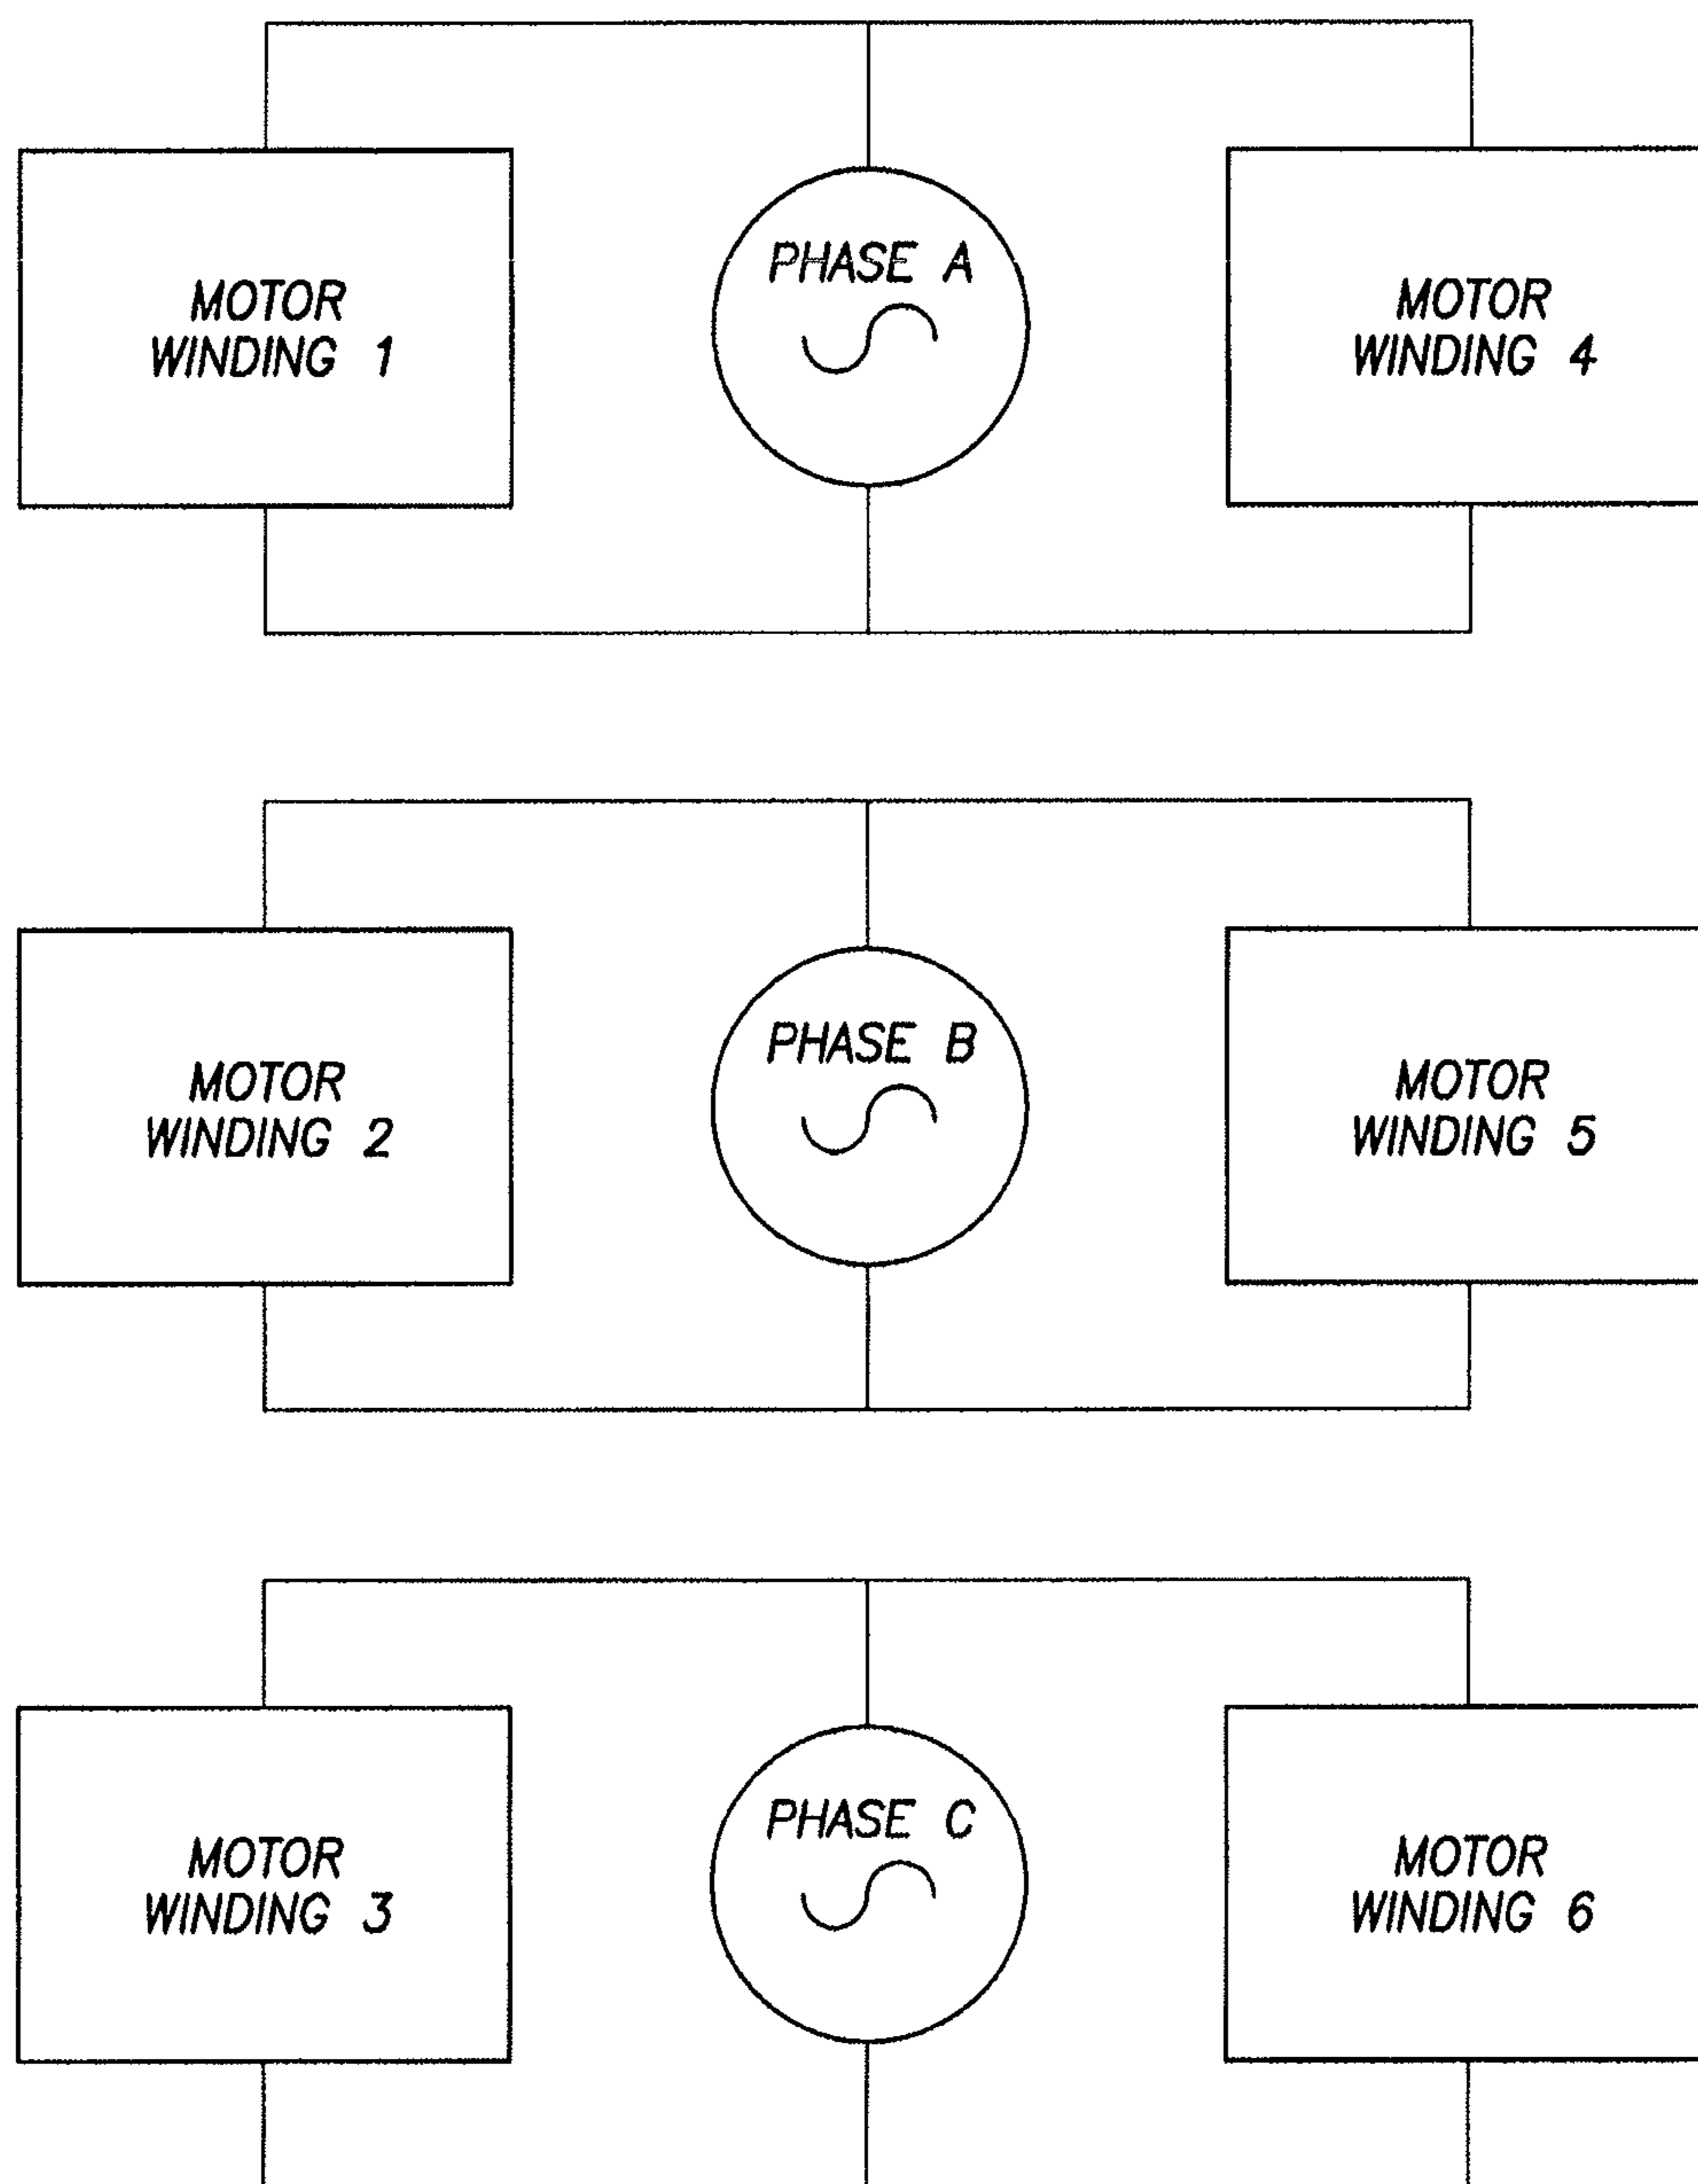 MOTOR
WINDING 1
PHASE A
MOTOR
WINDING 4
MOTOR
WINDING 2
PHASE B
MOTOR
WINDING 5
MOTOR
WINDING 3
PHASE C
MOTOR
WINDING 6